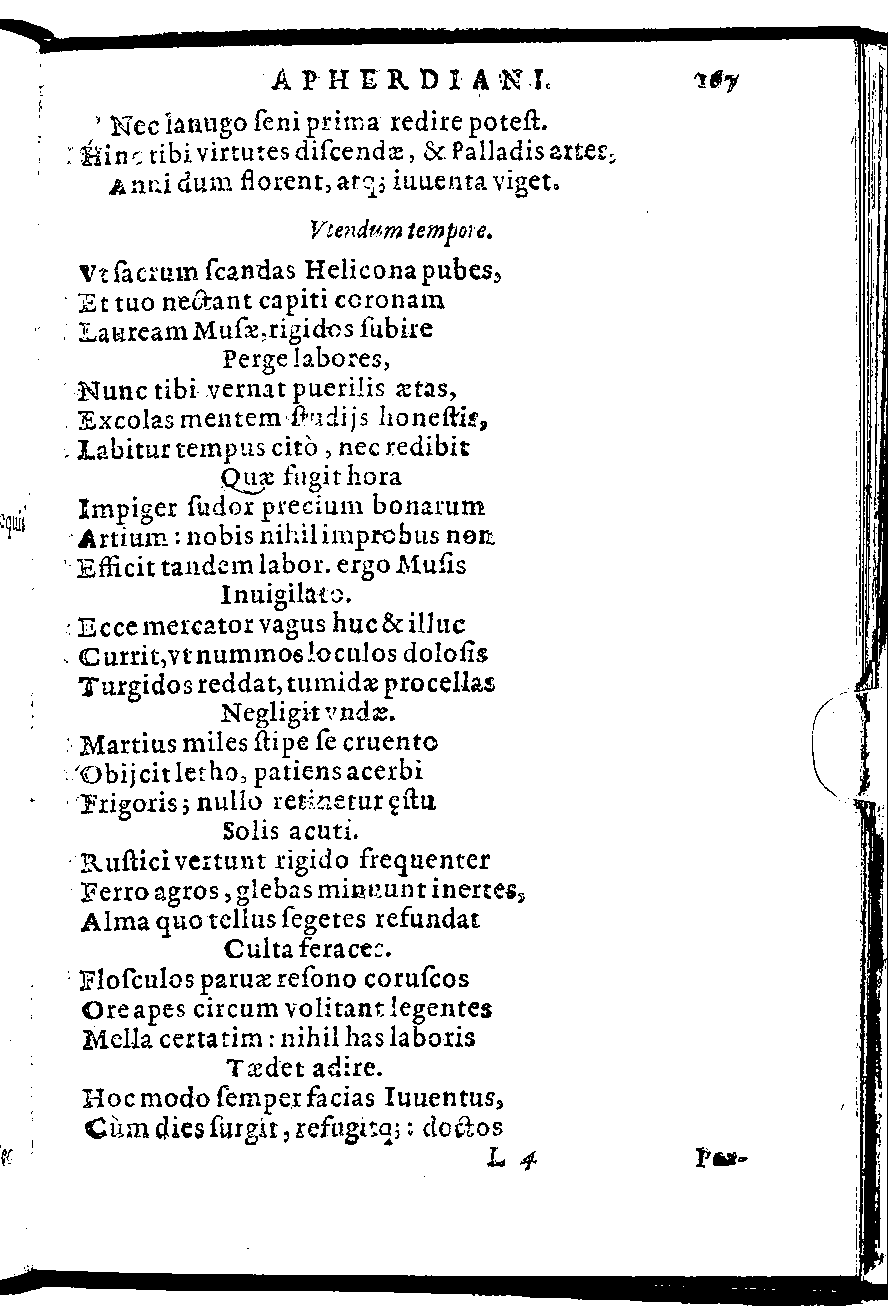 APHERDIANI. 167
Nec lanugo ſeni prima redire poteſt.
Hinc tibi virtutes diſcendæ, & Palladis artes,
Anni dum florent, atq; iuuenta viget.
Vtendum tempore.
Vt ſacrum ſcandas Helicona pubes,
Et tuo nectant capiti coronam
Lauream Muſæ, rigidos ſubire
Perge labores,
Nunc tibi vernat puerilis ætas,
Excolas mentem ſtudijs honeſtis,
Labitur tempus citò, nec redibit
Quæ fugit hora
Impiger ſudor precium bonarum
Artium: nobis nihil improbus non
Efficit tandem labor. ergo Muſis
Inuigilato.
Ecce mercator vagus huc & illuc
Currit, vt nummos loculos doloſis
Turgidos reddat, tumidæ procellas
Negligit vndæ.
Martius miles ſtipe ſe cruento
Obijcit letho, patiens acerbi
Frigoris; nullo retinetur ęſtu
Solis acuti.
Ruſtici vertunt rigido frequenter
Ferro agros, glebas minuunt inertes,
Alma quo tellus ſegetes refundat
Culta feraces.
Floſculos paruæ reſono coruſcos
Ore apes circum volitant legentes
Mella certatim: nihil has laboris
Tædet adire.
Hoc modo ſemper facias Iuuentus,
Cùm dies ſurgit, refugitq;: doctos
L 4